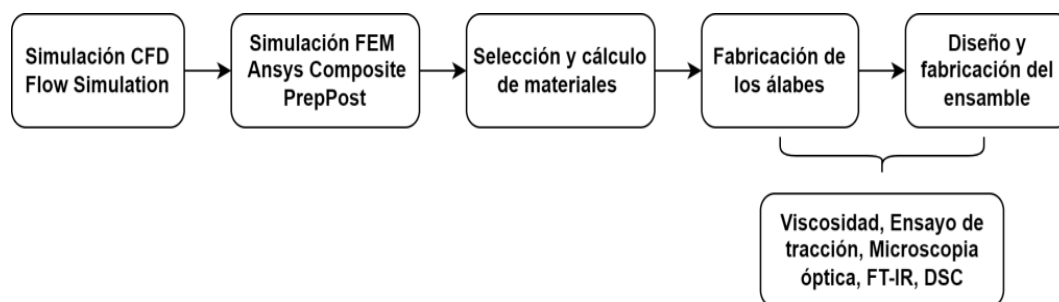 Simulación CFD
Flow Simulation
Simulación FEM
Ansys Composite
PrepPost
Selección y cálculo
de materiales
Fabricación de
los álabes
Diseño y
fabricación del
ensamble
Viscosidad, Ensayo de
tracción, Microscopia
óptica, FT-IR, DSC